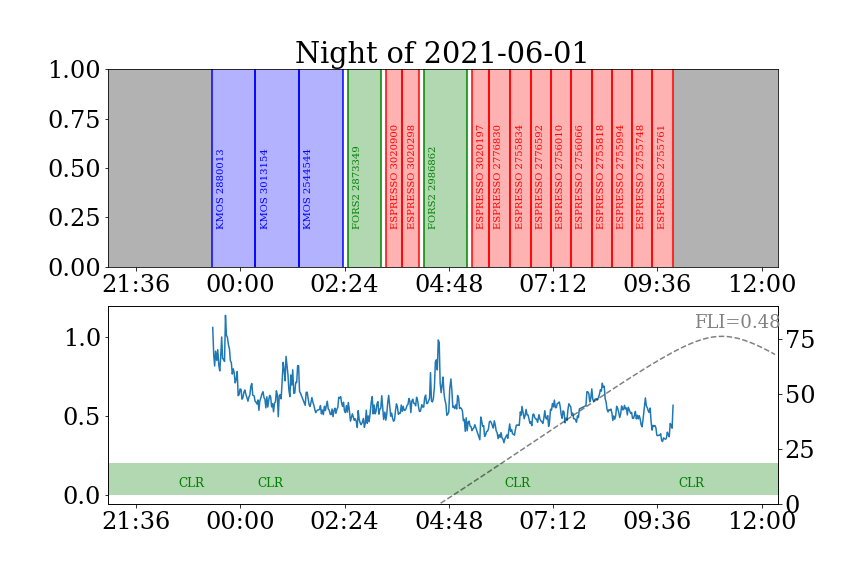 Night of 2021-06-01
1.00
0.75
0.50
0.25
0.00
KMOS 2880013
KMOS 3013154
KMOS 2544544
FORS2 2873349
ESPRESSO 3020900
ESPRESSO 3020298
FORS2 2986862
ESPRESSO 3020197
ESPRESSO 2776830
ESPRESSO 2755834
ESPRESSO 2776592
ESPRESSO 2756010
ESPRESSO 2756066
ESPRESSO 2755818
ESPRESSO 2755994
ESPRESSO 2755748
ESPRESSO 2755761
21:36 00:00 02:24 04:48 07:12 09:36 12:00
FLI=0.48
1.0
0.5
0.0
75
50
25
0
CLR CLR CLR CLR
21:36 00:00 02:24 04:48 07:12 09:36 12:00